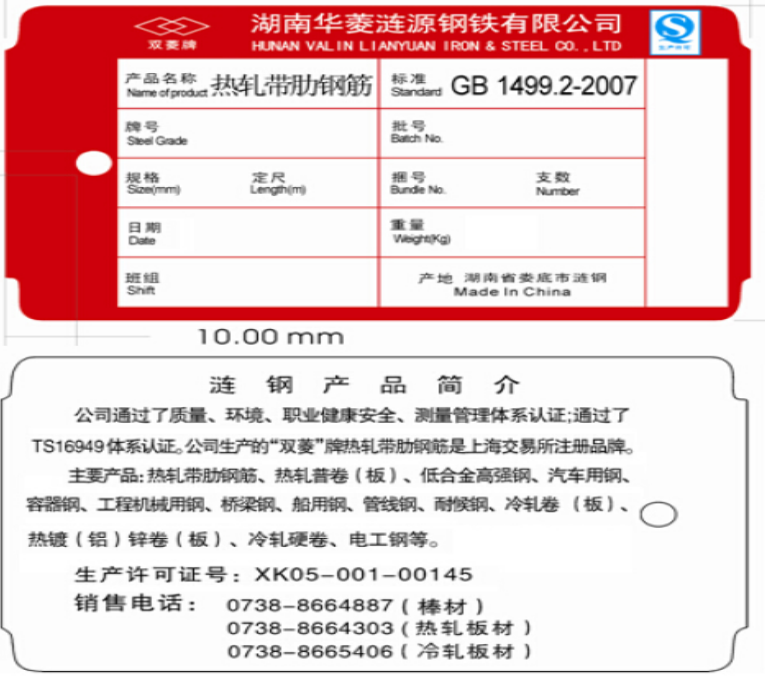 湖南华菱涟源钢铁有限公司
双菱牌
HUNAN VALIN LIANYUAN IRON & STEEL CO.,LTD
生产许可
产品名称 热轧带肋钢筋 标准 GB 1499.2-2007
Name of product Standard
牌号 批号
Steel Grade Batch No.
规格 定尺 捆号 支数
Size(mm) Length(m) Bundle No. Number
日期 重量
Date Weight(Kg)
班组 产地 湖南省娄底市涟钢
Shift Made In China
10.00 mm
涟钢产品简介
公司通过了质量、环境、职业健康安全、测量管理体系认证;通过了
TS16949体系认证。公司生产的“双菱”牌热轧带肋钢筋是上海交易所注册品牌。
主要产品:热轧带肋钢筋、热轧普卷(板)、低合金高强钢、汽车用钢、
容器钢、工程机械用钢、桥梁钢、船用钢、管线钢、耐候钢、冷轧卷(板)、
热镀(铝)锌卷(板)、冷轧硬卷、电工钢等。
生产许可证号:XK05-001-00145
销售电话: 0738-8664887(棒材)
0738-8664303(热轧板材)
0738-8665406(冷轧板材)